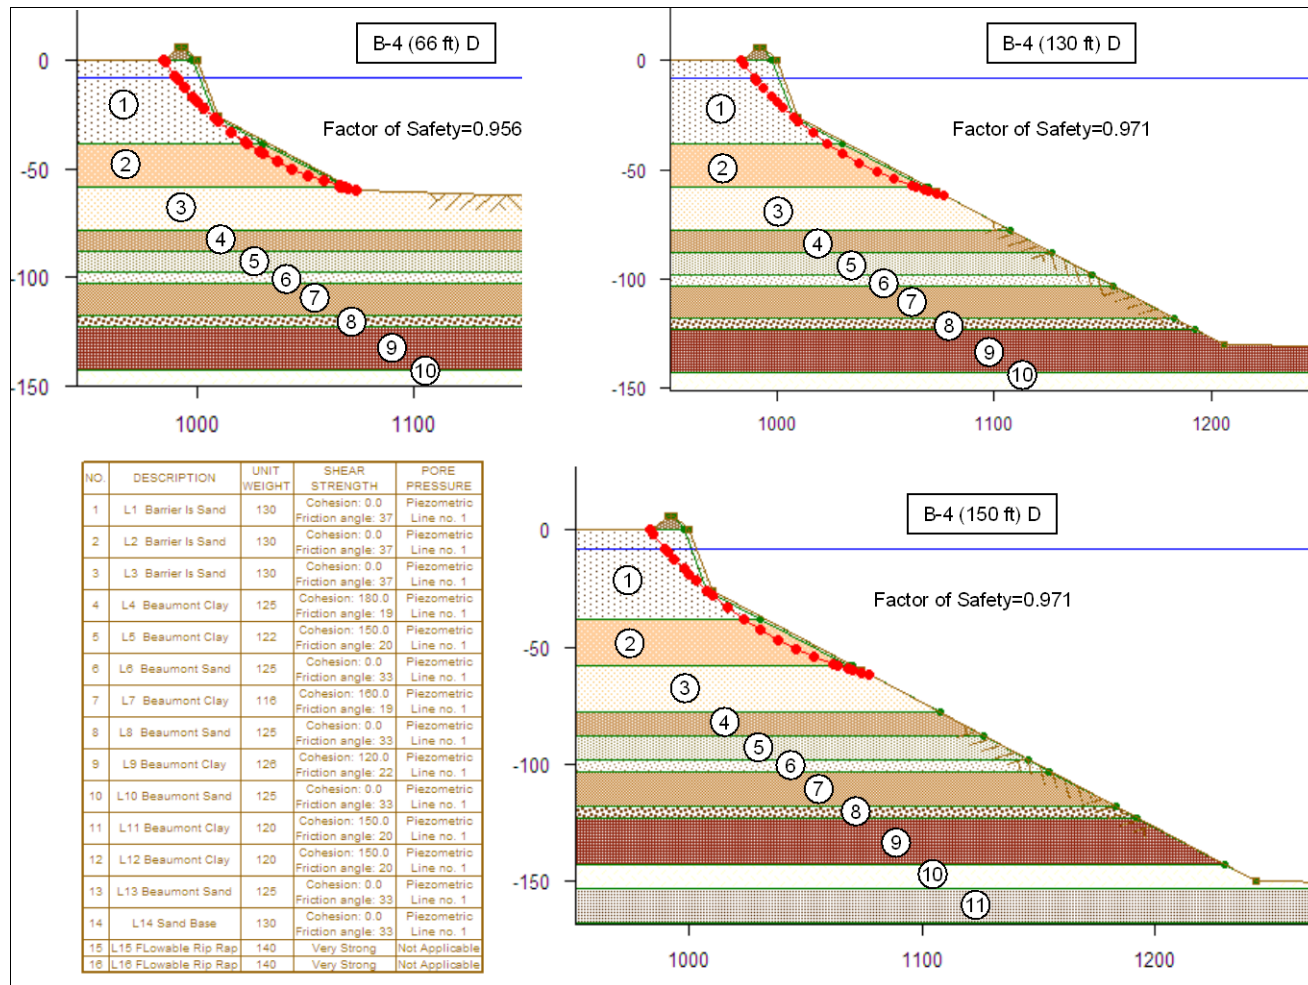 B-4 (66 ft) D
0
-50
-100
-150
1
2
3
4
5
6
7
8
9
10
Factor of Safety=0.956
1000
1100
B-4 (130 ft) D
0
-50
-100
-150
1
2
3
4
5
6
7
8
9
10
Factor of Safety=0.971
1000
1100
1200
NO. DESCRIPTION UNIT WEIGHT SHEAR STRENGTH PORE PRESSURE
1 L1 Barrier Is Sand 130 Cohesion: 0.0 Friction angle: 37 Piezometric Line no. 1
2 L2 Barrier Is Sand 130 Cohesion: 0.0 Friction angle: 37 Piezometric Line no. 1
3 L3 Barrier Is Sand 130 Cohesion: 0.0 Friction angle: 37 Piezometric Line no. 1
4 L4 Beaumont Clay 125 Cohesion: 180.0 Friction angle: 19 Piezometric Line no. 1
5 L5 Beaumont Clay 122 Cohesion: 150.0 Friction angle: 20 Piezometric Line no. 1
6 L6 Beaumont Sand 125 Cohesion: 0.0 Friction angle: 33 Piezometric Line no. 1
7 L7 Beaumont Clay 116 Cohesion: 160.0 Friction angle: 19 Piezometric Line no. 1
8 L8 Beaumont Sand 125 Cohesion: 0.0 Friction angle: 33 Piezometric Line no. 1
9 L9 Beaumont Clay 126 Cohesion: 120.0 Friction angle: 22 Piezometric Line no. 1
10 L10 Beaumont Sand 125 Cohesion: 0.0 Friction angle: 33 Piezometric Line no. 1
11 L11 Beaumont Clay 120 Cohesion: 150.0 Friction angle: 20 Piezometric Line no. 1
12 L12 Beaumont Clay 120 Cohesion: 150.0 Friction angle: 20 Piezometric Line no. 1
13 L13 Beaumont Sand 125 Cohesion: 0.0 Friction angle: 33 Piezometric Line no. 1
14 L14 Sand Base 130 Cohesion: 0.0 Friction angle: 33 Piezometric Line no. 1
15 L15 FLowable Rip Rap 140 Very Strong Not Applicable
16 L16 FLowable Rip Rap 140 Very Strong Not Applicable
B-4 (150 ft) D
0
-50
-100
-150
1
2
3
4
5
6
7
8
9
10
11
Factor of Safety=0.971
1000
1100
1200